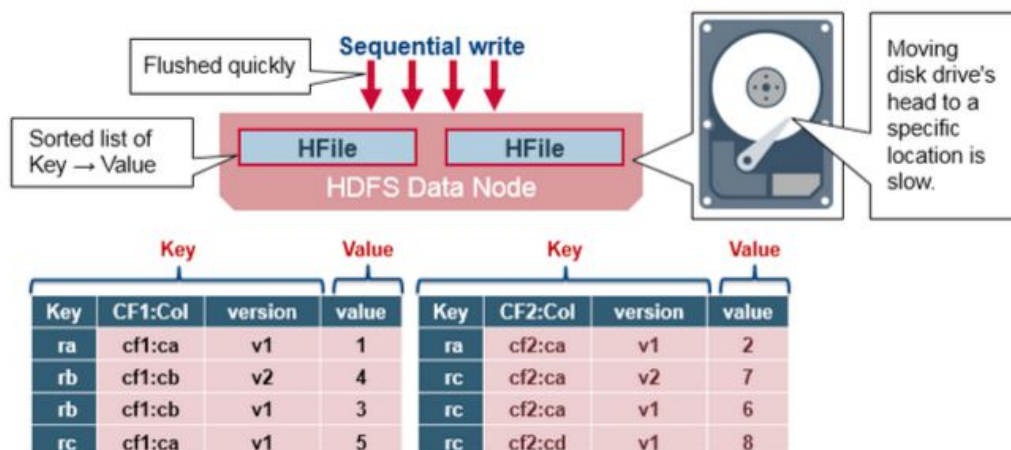 Sequential write
Flushed quickly
Sorted list of
Key → Value
HFile
HFile
HDFS Data Node
Moving
disk drive's
head to a
specific
location is
slow.
Key Value Key Value
Key CF1:Col version value Key CF2:Col version value
ra cf1:ca v1 1 ra cf2:ca v1 2
rb cf1:cb v2 4 rc cf2:ca v2 7
rb cf1:cb v1 3 rc cf2:ca v1 6
rc cf1:ca v1 5 rc cf2:cd v1 8